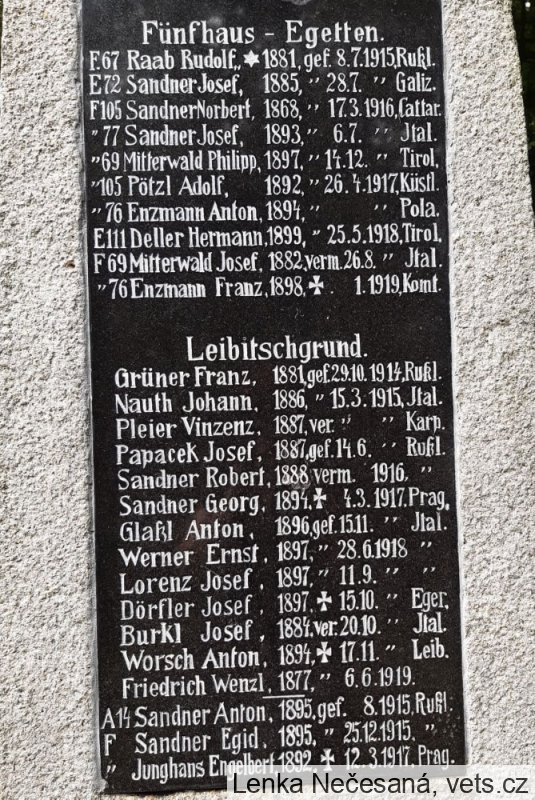 Fünfhaus - Egetten.
F.67 Raab Rudolf, * 1881, gef. 8.7.1915, Rußl.
E72 Sandner Josef, 1885, " 28.7. " Galiz.
F105 Sandner Norbert, 1868, " 17.3.1916, Cattar.
" 77 Sandner Josef, 1893, " 6.7. " Jtal.
" 69 Mitterwald Philipp, 1897, " 14.12. " Tirol,
" 105 Pötzl Adolf, 1892, " 26.4.1917, Küstl.
" 76 Enzmann Anton, 1894, " " Pola.
E111 Deller Hermann, 1899, " 25.5.1918, Tirol,
F69 Mitterwald Josef, 1882, verm. 26.8. " Jtal.
" 76 Enzmann Franz, 1898, ✠. 1.1919, Komt.
Leibitschgrund.
Grüner Franz, 1881, gef. 29.10.1914, Rußl.
Nauth Johann, 1886, " 15.3.1915, Jtal.
Pleier Vinzenz, 1887, ver. " " Karp.
Papacek Josef, 1887, gef. 14.6. " Rußl.
Sandner Robert, 1888 verm. 1916, "
Sandner Georg, 1894, ✠ 4.3.1917, Prag,
Glaßl Anton, 1896, gef. 15.11. " Jtal.
Werner Ernst, 1897, " 28.6.1918 "
Lorenz Josef, 1897, " 11.9. " "
Dörfler Josef, 1897, ✠ 15.10. " Eger,
Burkl Josef, 1884, ver. 20.10. " Jtal.
Worsch Anton, 1894, ✠ 17.11. " Leib.
Friedrich Wenzl, 1877, " 6.6.1919.
A14 Sandner Anton, 1895, gef. 8.1915, Rußl.
F Sandner Egid, 1895, " 25.12.1915, "
" Junghans Engelbert, 1892, ✠ 12.3.1917, Prag.
Lenka Nečesaná, vets.cz